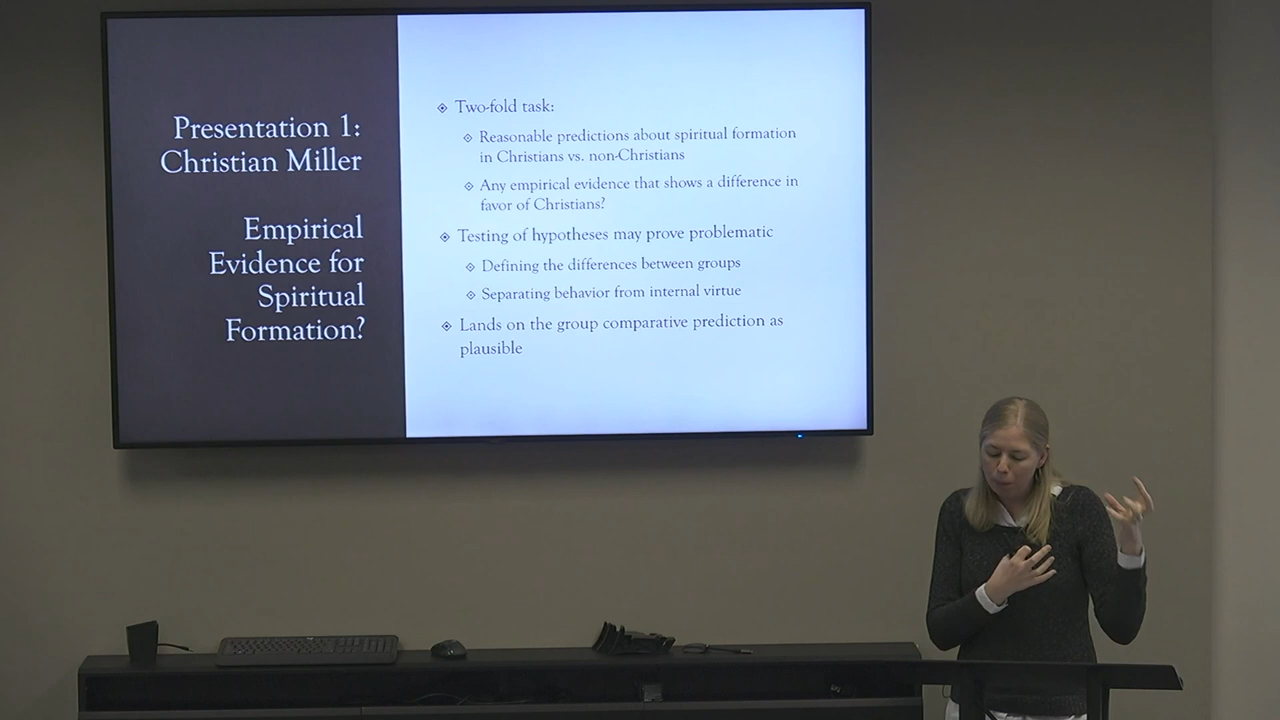 Presentation 1:
Christian Miller
Empirical
Evidence for
Spiritual
Formation?
Two-fold task:
Reasonable predictions about spiritual formation
in Christians vs. non-Christians
Any empirical evidence that shows a difference in
favor of Christians?
Testing of hypotheses may prove problematic
Defining the differences between groups
Separating behavior from internal virtue
Lands on the group comparative prediction as
plausible